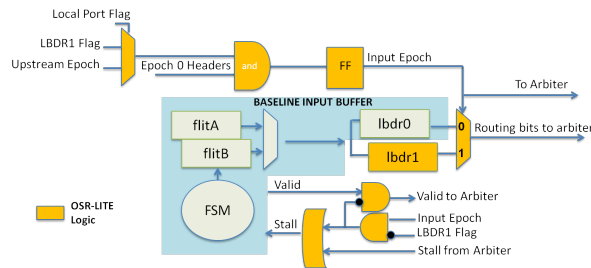 Local Port Flag
LBDR1 Flag
Upstream Epoch
Epoch 0 Headers
and
FF
Input Epoch
To Arbiter
BASELINE INPUT BUFFER
flitA
flitB
lbdr0
lbdr1
0
1
Routing bits to arbiter
FSM
Valid
Valid to Arbiter
Input Epoch
LBDR1 Flag
Stall
Stall from Arbiter
OSR-LITE
Logic